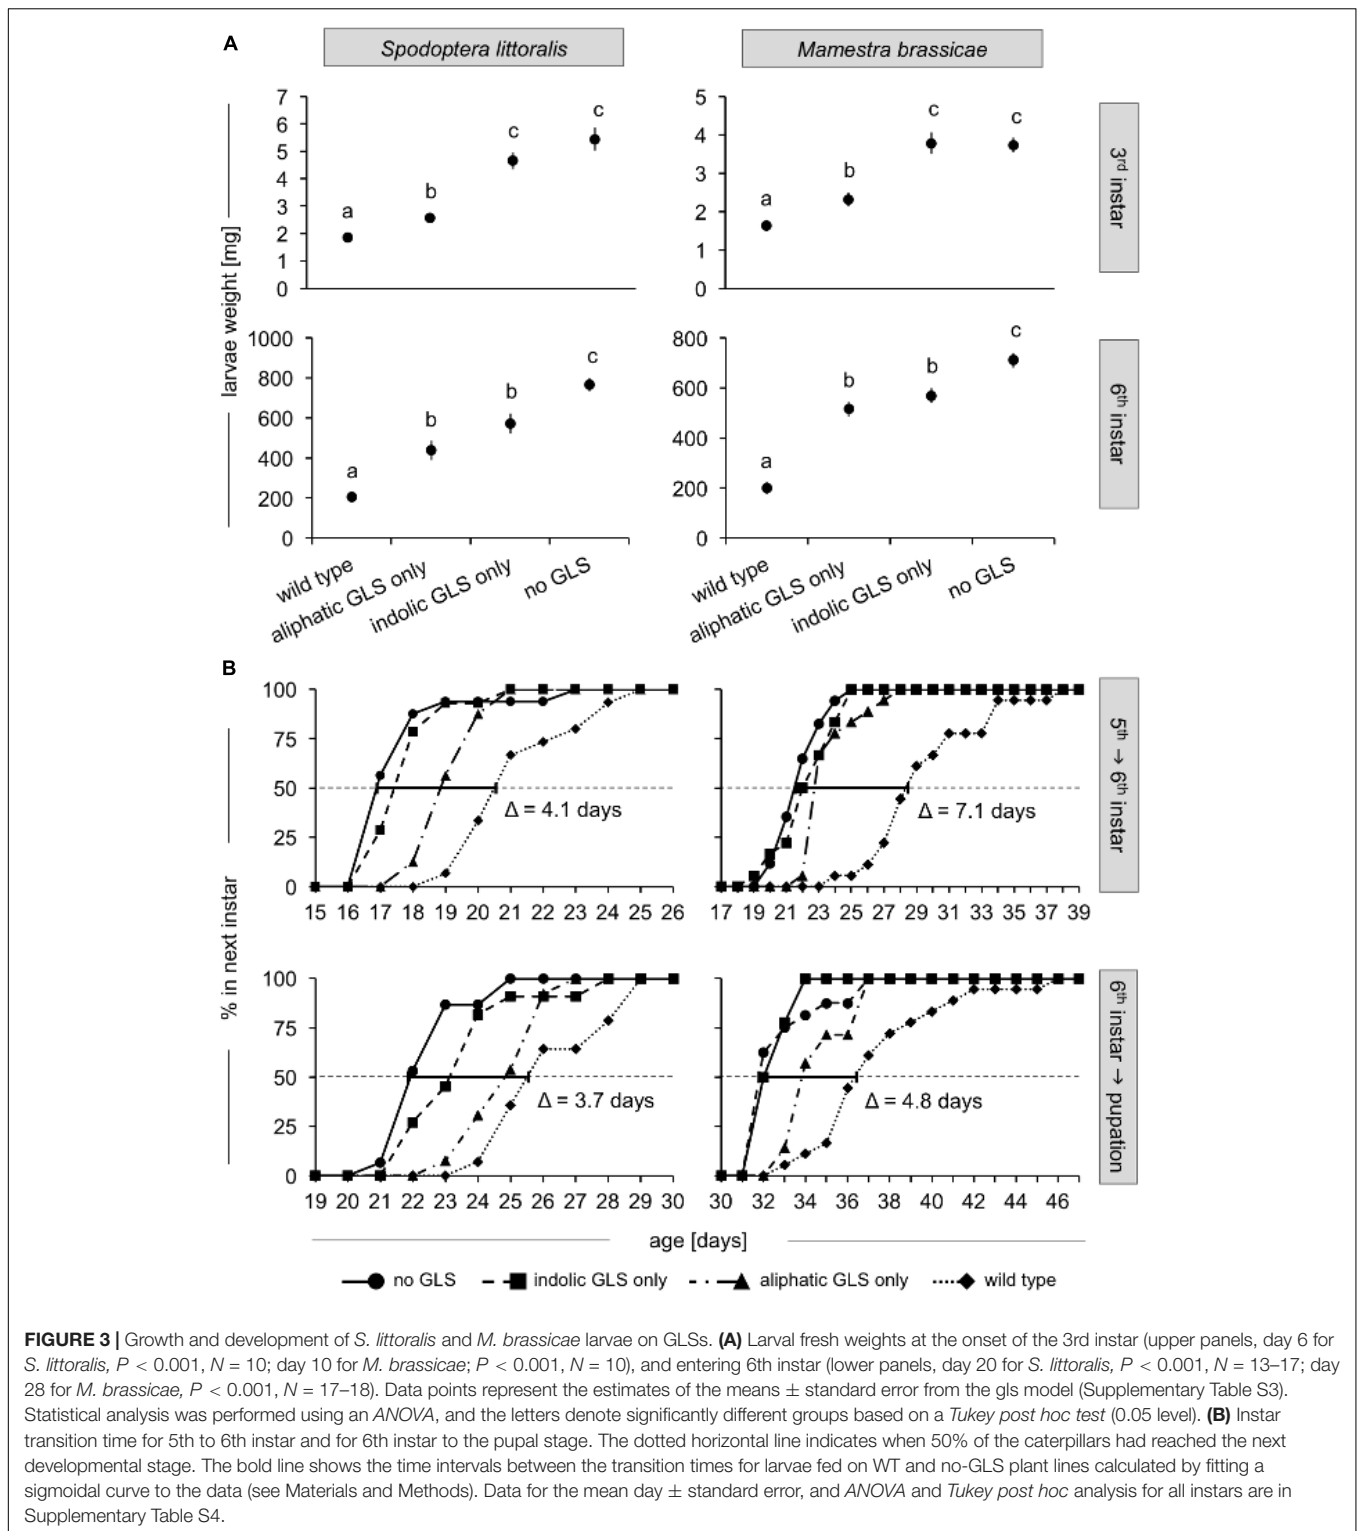 A
Spodoptera littoralis
Mamestra brassicae
larvae weight [mg]
7
6
5
4
3
2
1
0
a
b
c
c
5
4
3
2
1
0
a
b
c
c
3rd instar
1000
800
600
400
200
0
a
b
b
c
800
600
400
200
0
a
b
b
c
6th instar
wild type
aliphatic GLS only
indolic GLS only
no GLS
wild type
aliphatic GLS only
indolic GLS only
no GLS
B
% in next instar
100
75
50
25
0
Δ = 4.1 days
15 16 17 18 19 20 21 22 23 24 25 26
100
75
50
25
0
Δ = 7.1 days
17 19 21 23 25 27 29 31 33 35 37 39
5th → 6th instar
100
75
50
25
0
Δ = 3.7 days
19 20 21 22 23 24 25 26 27 28 29 30
100
75
50
25
0
Δ = 4.8 days
30 32 34 36 38 40 42 44 46
6th instar → pupation
age [days]
no GLS indolic GLS only aliphatic GLS only wild type
FIGURE 3 | Growth and development of S. littoralis and M. brassicae larvae on GLSs. (A) Larval fresh weights at the onset of the 3rd instar (upper panels, day 6 for
S. littoralis, P < 0.001, N = 10; day 10 for M. brassicae; P < 0.001, N = 10), and entering 6th instar (lower panels, day 20 for S. littoralis, P < 0.001, N = 13–17; day
28 for M. brassicae, P < 0.001, N = 17–18). Data points represent the estimates of the means ± standard error from the gls model (Supplementary Table S3).
Statistical analysis was performed using an ANOVA, and the letters denote significantly different groups based on a Tukey post hoc test (0.05 level). (B) Instar
transition time for 5th to 6th instar and for 6th instar to the pupal stage. The dotted horizontal line indicates when 50% of the caterpillars had reached the next
developmental stage. The bold line shows the time intervals between the transition times for larvae fed on WT and no-GLS plant lines calculated by fitting a
sigmoidal curve to the data (see Materials and Methods). Data for the mean day ± standard error, and ANOVA and Tukey post hoc analysis for all instars are in
Supplementary Table S4.